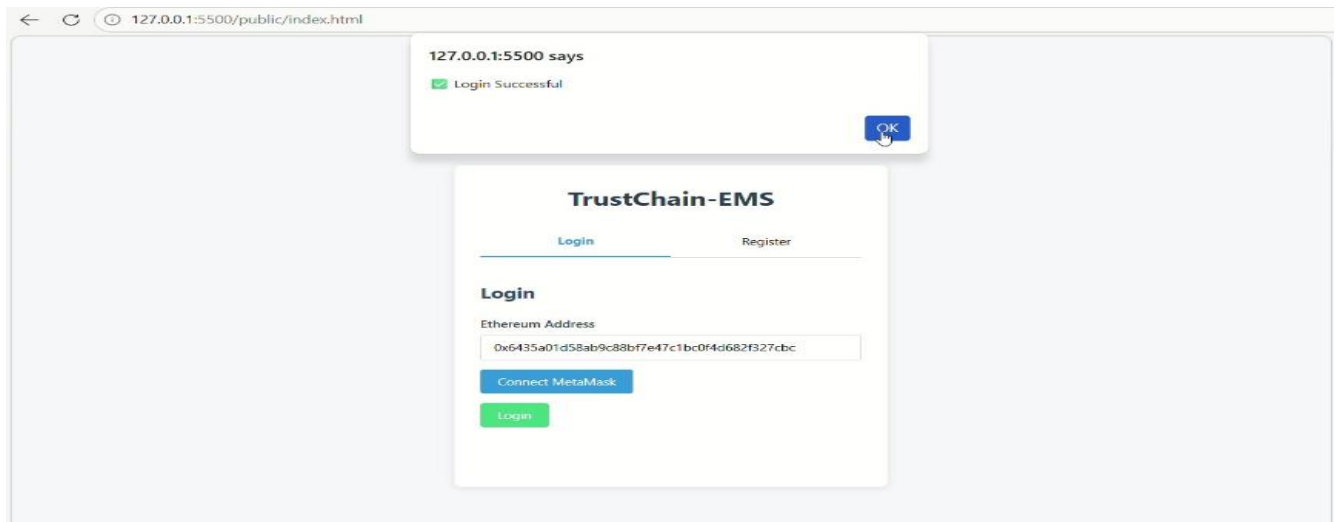 127.0.0.1:5500/public/index.html
127.0.0.1:5500 says
Login Successful
OK
TrustChain-EMS
Login Register
Login
Ethereum Address
0x6435a01d58ab9c88bf7e47c1bc0f4d682f327cbc
Connect MetaMask
Login